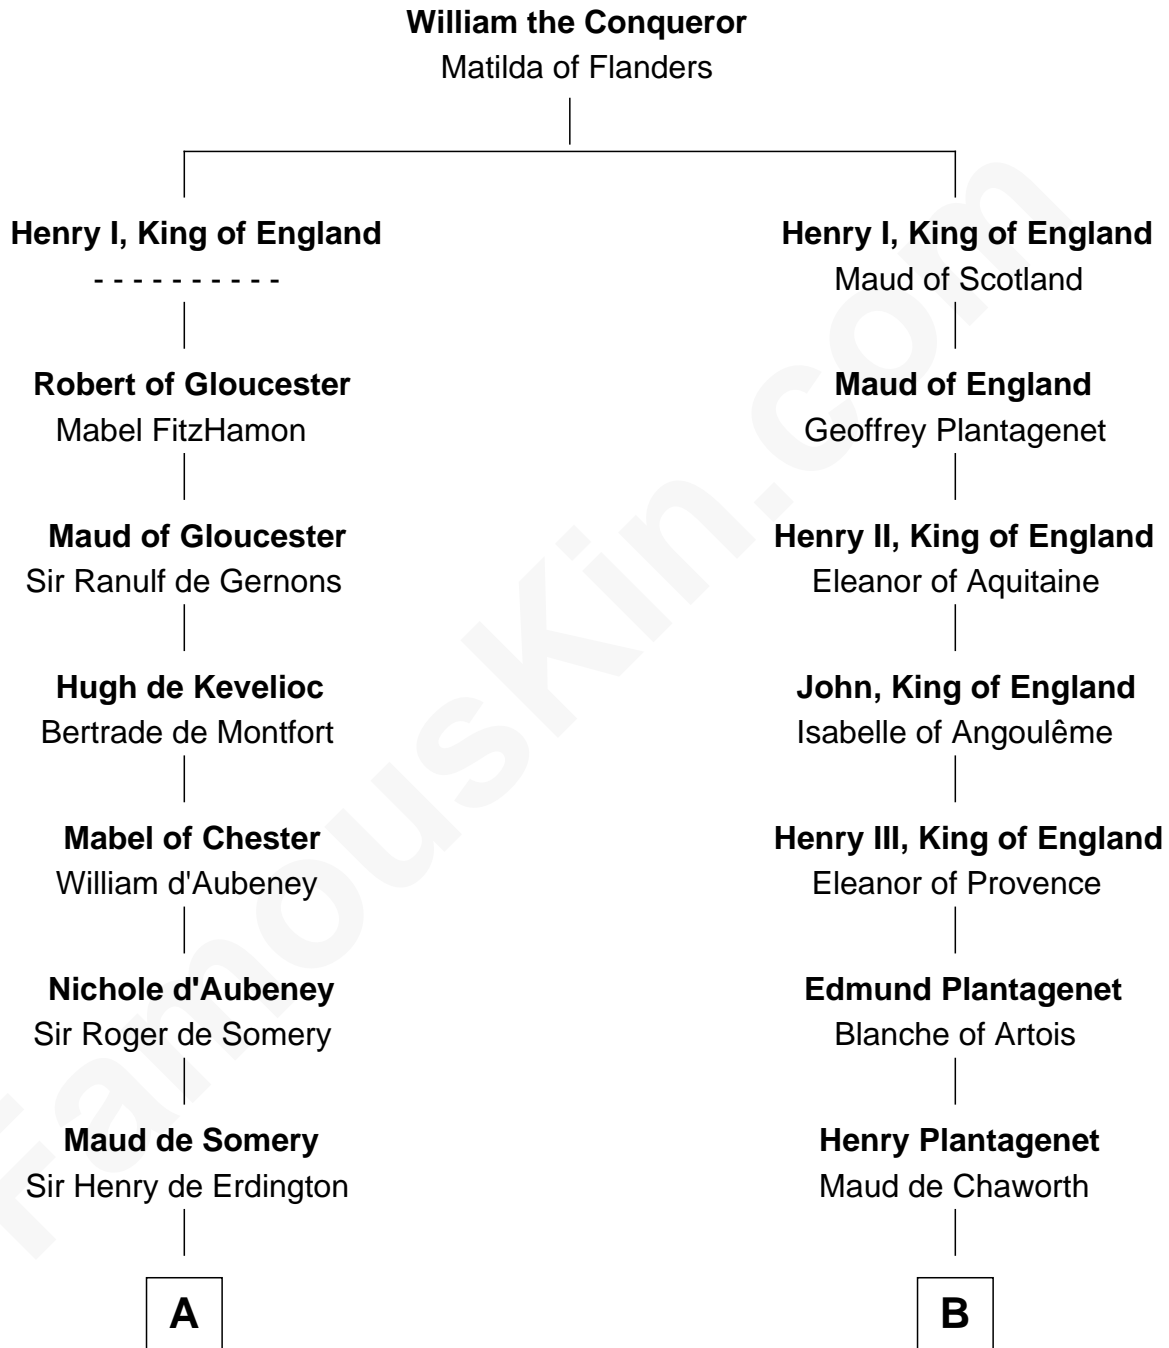 William the Conqueror
Matilda of Flanders
Henry I, King of England
- - - - - - - - - -
Robert of Gloucester
Mabel FitzHamon
Maud of Gloucester
Sir Ranulf de Gernons
Hugh de Kevelioc
Bertrade de Montfort
Mabel of Chester
William d'Aubeney
Nichole d'Aubeney
Sir Roger de Somery
Maud de Somery
Sir Henry de Erdington
A
Henry I, King of England
Maud of Scotland
Maud of England
Geoffrey Plantagenet
Henry II, King of England
Eleanor of Aquitaine
John, King of England
Isabelle of Angoulême
Henry III, King of England
Eleanor of Provence
Edmund Plantagenet
Blanche of Artois
Henry Plantagenet
Maud de Chaworth
B
FamousKin.com